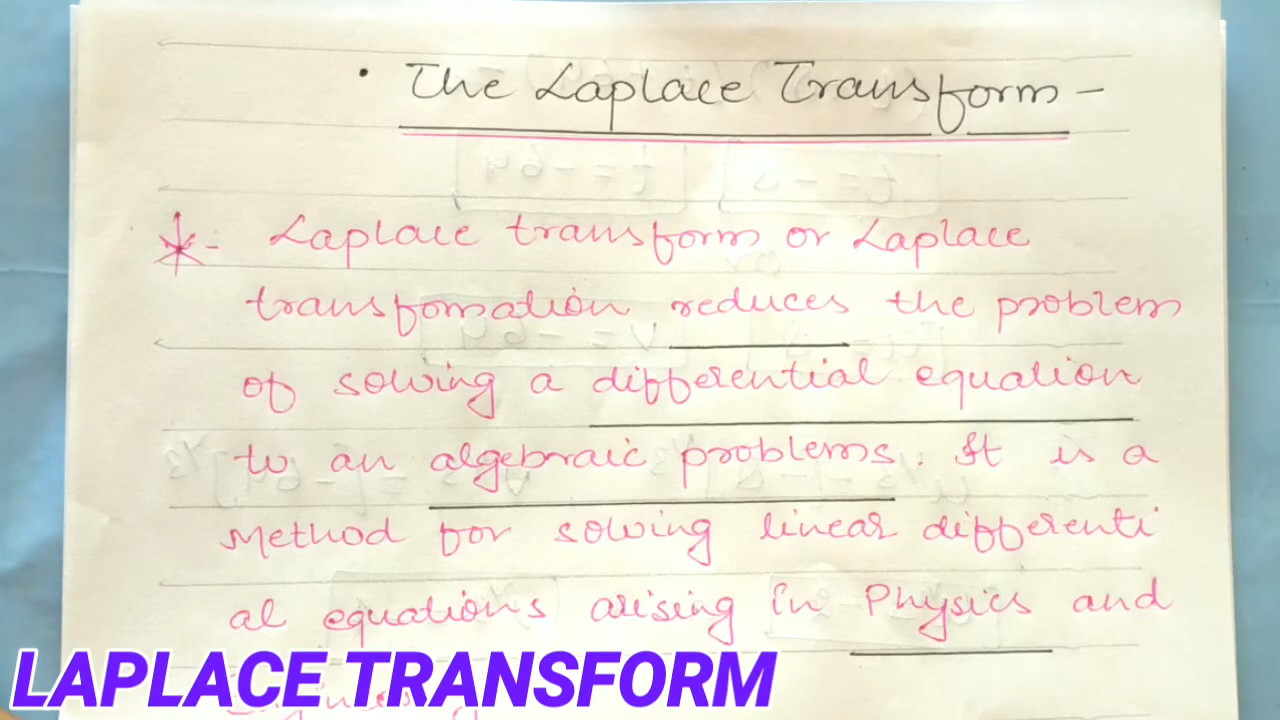 • The Laplace Transform -
*- Laplace transform or Laplace
transfomation reduces the problem
of solving a differential equation
to an algebraic problems. It is a
Method for solving linear differenti
al equations arising in Physics and
LAPLACE TRANSFORM